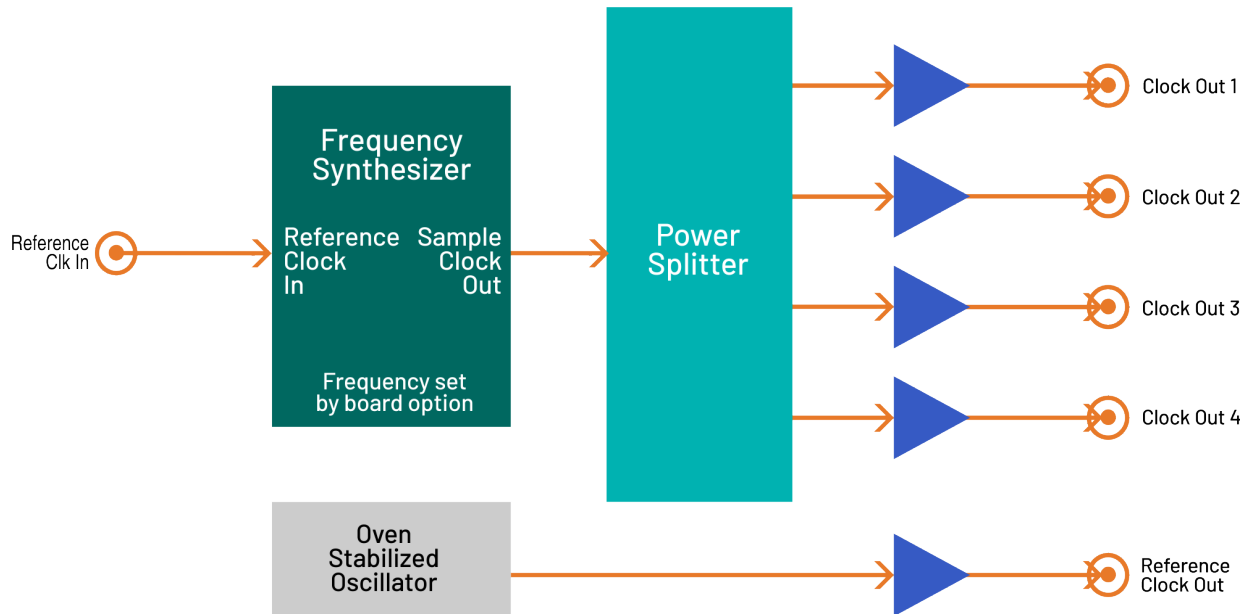 Frequency
Synthesizer
Reference
Clk In
Reference
Clock
In
Sample
Clock
Out
Frequency set
by board option
Power
Splitter
Clock Out 1
Clock Out 2
Clock Out 3
Clock Out 4
Oven
Stabilized
Oscillator
Reference
Clock Out